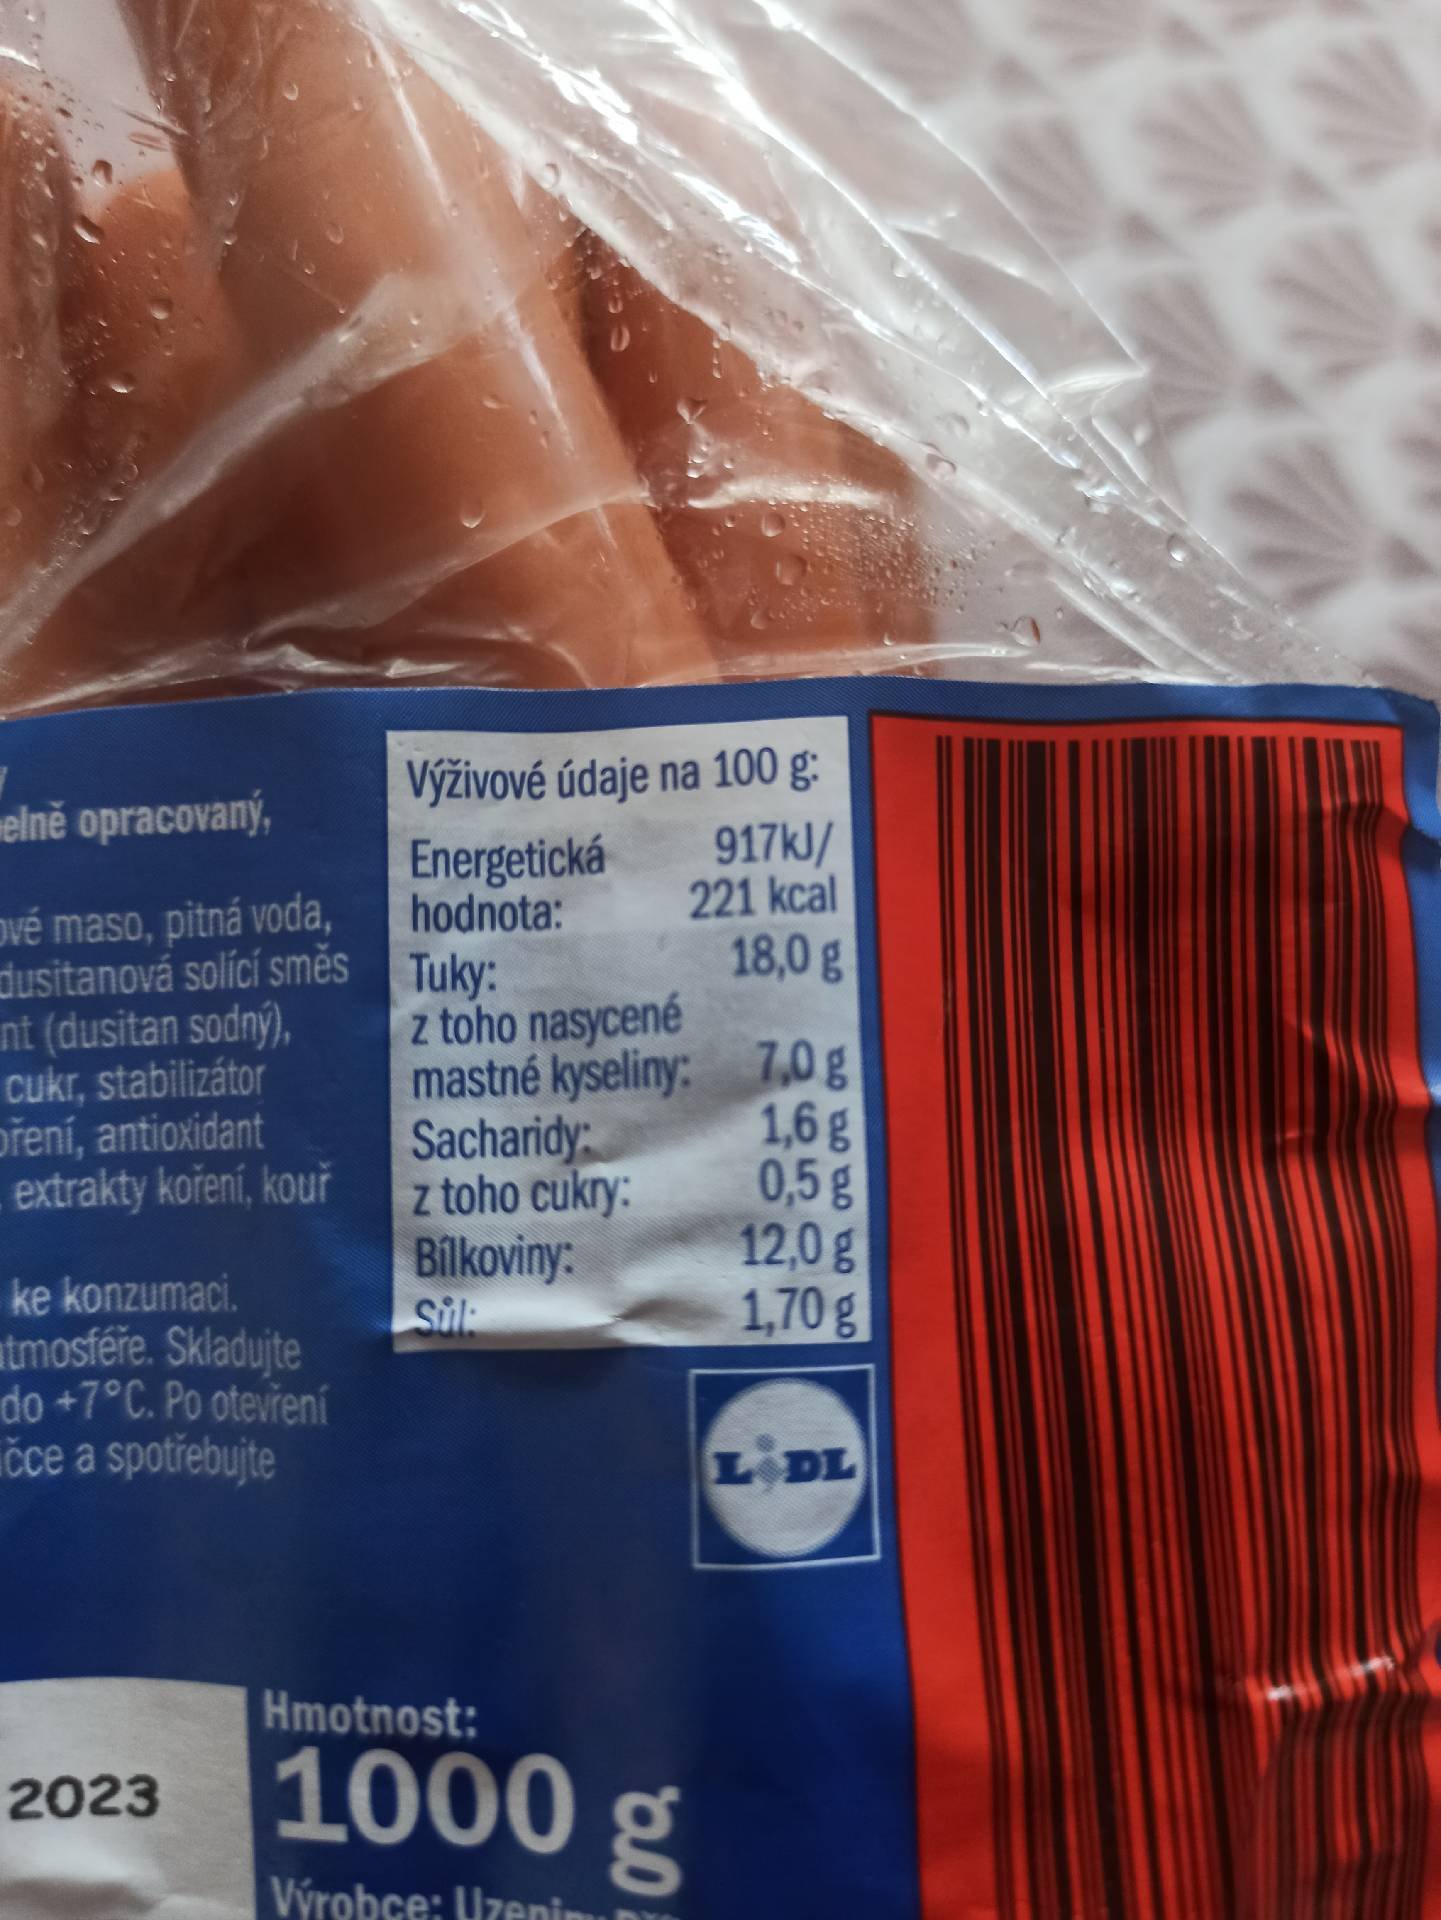 elně opracovaný,
ové maso, pitná voda,
dusitanová solící směs
nt (dusitan sodný),
cukr, stabilizátor
oření, antioxidant
extrakty koření, kouř
ke konzumaci.
atmosféře. Skladujte
do +7°C. Po otevření
ičce a spotřebujte
Výživové údaje na 100 g:
Energetická 917kJ/
hodnota: 221 kcal
Tuky: 18,0 g
z toho nasycené
mastné kyseliny: 7,0 g
Sacharidy: 1,6 g
z toho cukry: 0,5 g
Bílkoviny: 12,0 g
Sůl: 1,70 g
LIDL
2023
Hmotnost:
1000 g
Výrobce: